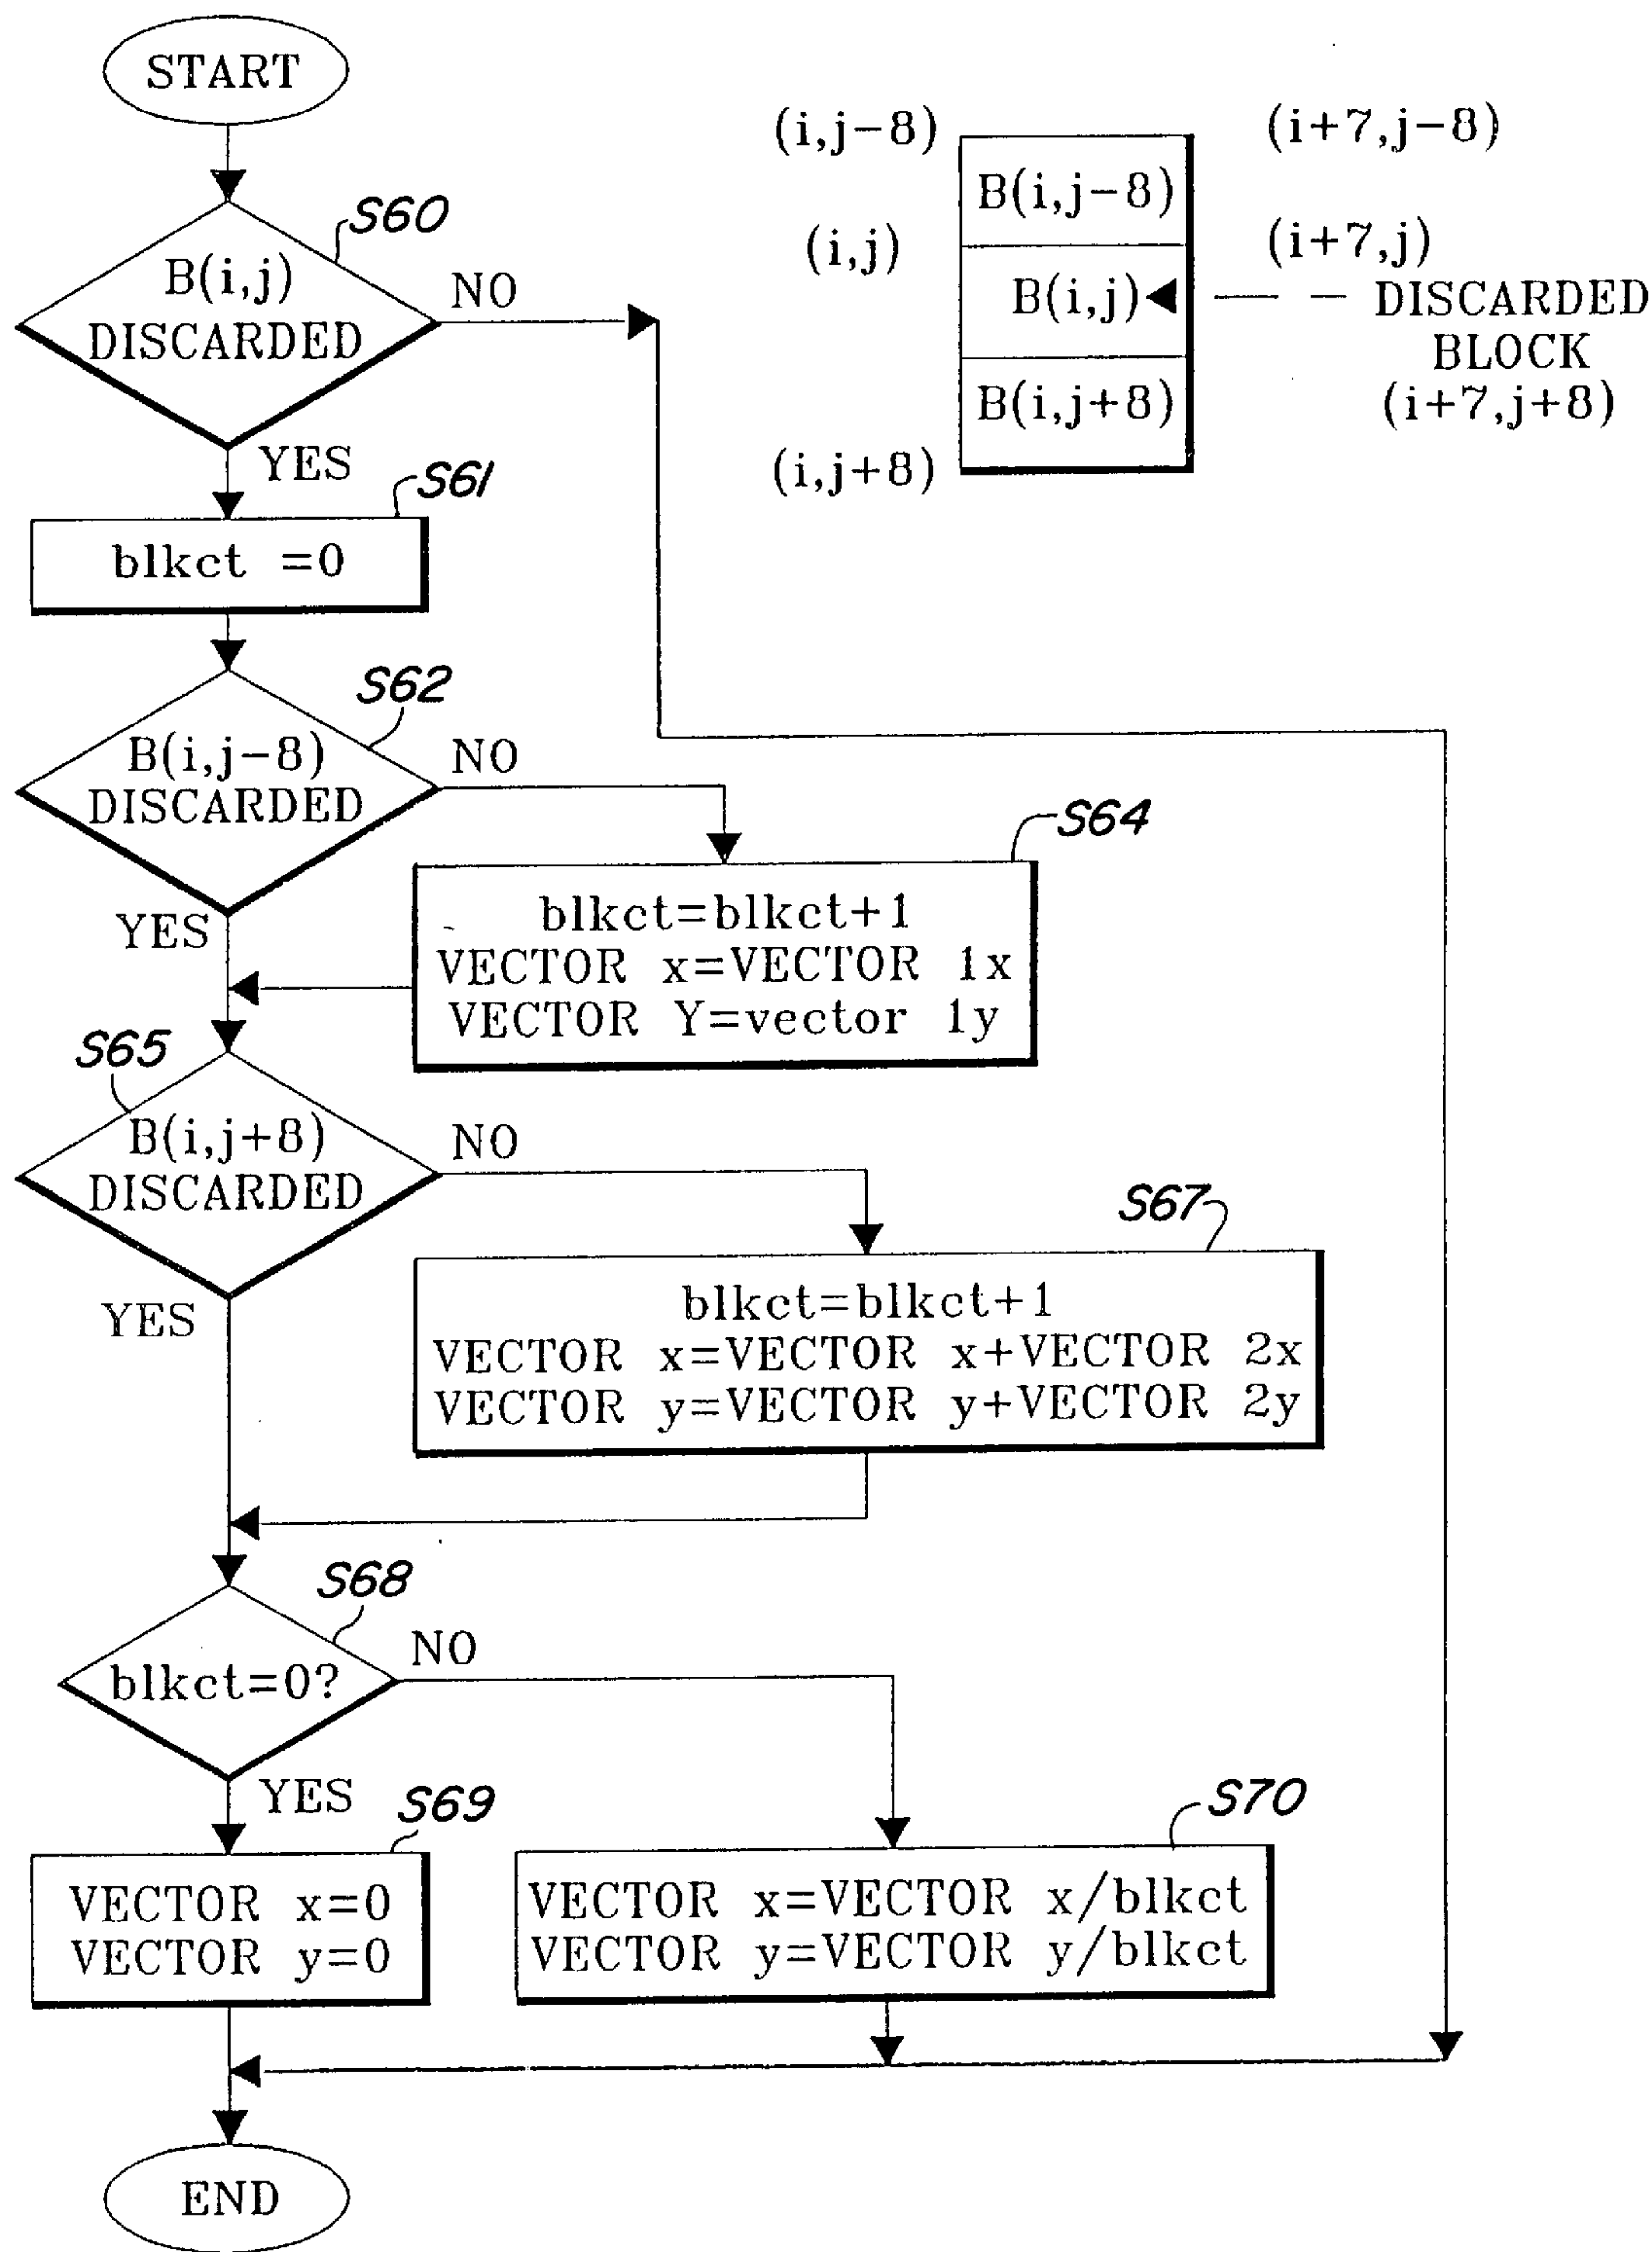 START
(i,j-8)
(i+7,j-8)
B(i,j-8)
(i,j)
(i+7,j)
B(i,j)
DISCARDED
BLOCK
B(i,j+8)
(i+7,j+8)
(i,j+8)
S60
B(i,j)
DISCARDED
NO
YES
S61
blkct =0
S62
B(i,j-8)
DISCARDED
NO
YES
S64
blkct=blkct+1
VECTOR x=VECTOR 1x
VECTOR Y=vector 1y
S65
B(i,j+8)
DISCARDED
NO
YES
S67
blkct=blkct+1
VECTOR x=VECTOR x+VECTOR 2x
VECTOR y=VECTOR y+VECTOR 2y
S68
blkct=0?
NO
YES
S69
VECTOR x=0
VECTOR y=0
S70
VECTOR x=VECTOR x/blkct
VECTOR y=VECTOR y/blkct
END